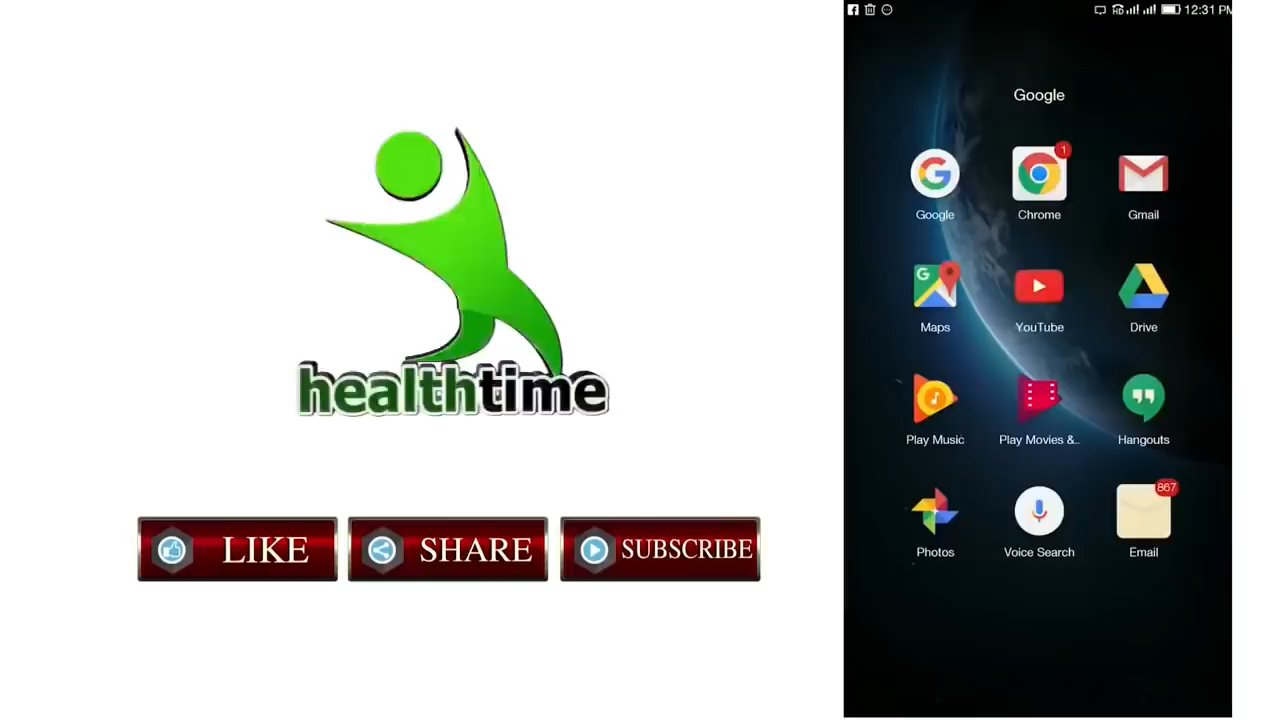 healthtime
LIKE
SHARE
SUBSCRIBE
HD
12:31 PM
Google
1
Google
Chrome
Gmail
G
Maps
YouTube
Drive
Play Music
Play Movies &..
Hangouts
867
Photos
Voice Search
Email